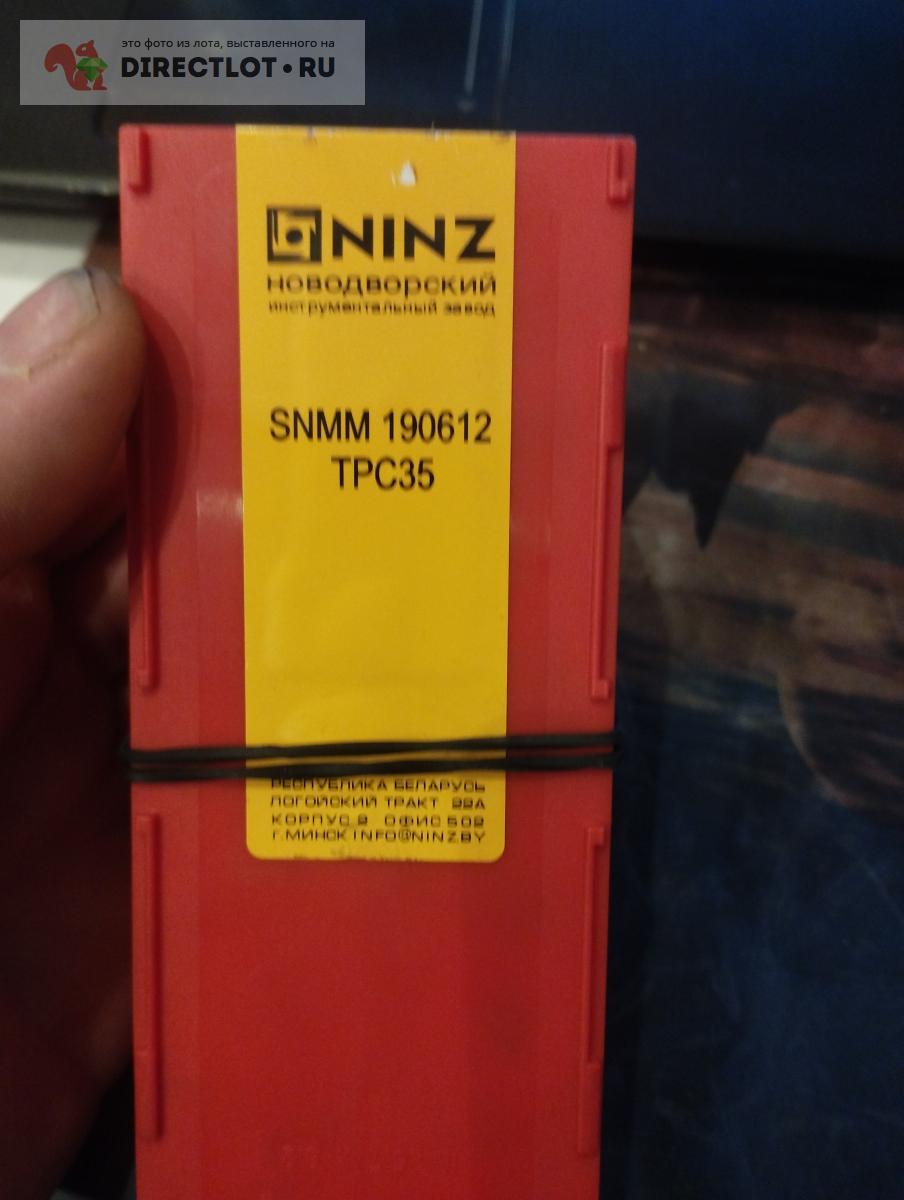 это фото из лота, выставленного на
DIRECTLOT•RU
NINZ
НОВОДВОРСКИЙ
инструментальный завод
SNMM 190612
TPC35
РЕСПУБЛИКА БЕЛАРУСЬ
ЛОГОЙСКИЙ ТРАКТ 22А
КОРПУС 2 ОФИС 502
г.МИНСК INFO@NINZ.BY